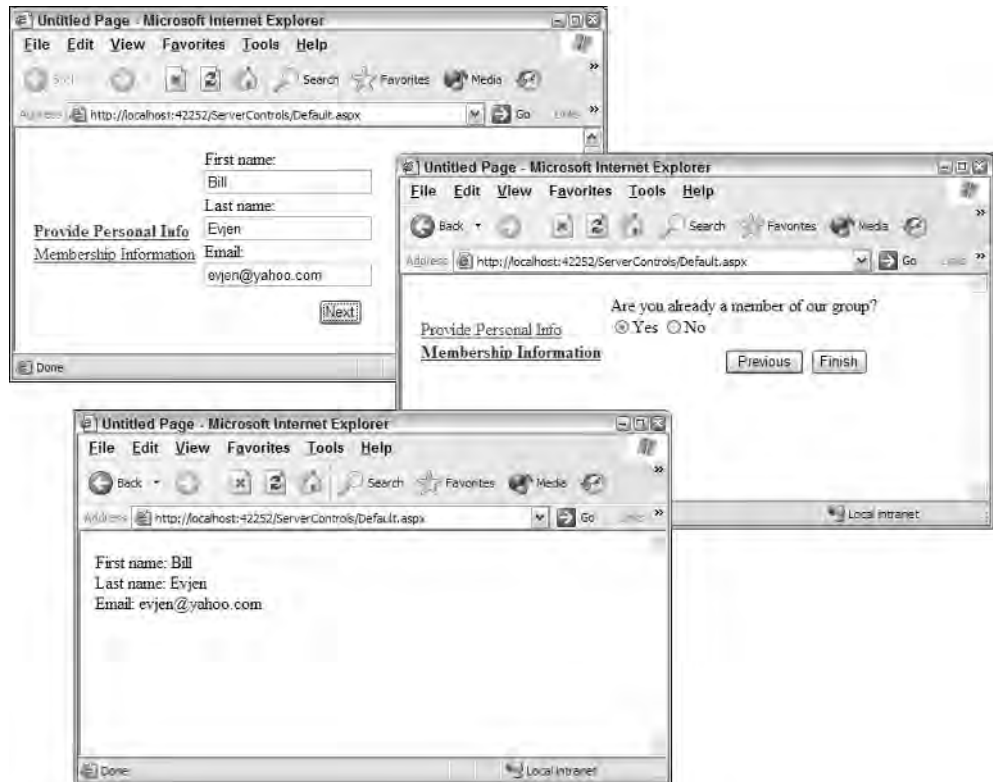 Untitled Page - Microsoft Internet Explorer
File Edit View Favorites Tools Help
Search Favorites Media
»
Address http://localhost:42252/ServerControls/Default.aspx Go Links »
First name:
Bill
Last name:
Provide Personal Info Evjen
Membership Information Email:
evjen@yahoo.com
Next
Done
Untitled Page - Microsoft Internet Explorer
File Edit View Favorites Tools Help
Back Search Favorites Media
»
Address http://localhost:42252/ServerControls/Default.aspx Go »
Are you already a member of our group?
Provide Personal Info Yes No
Membership Information
Previous Finish
Local intranet
Untitled Page - Microsoft Internet Explorer
File Edit View Favorites Tools Help
Back Search Favorites Media
»
Address http://localhost:42252/ServerControls/Default.aspx Go »
First name: Bill
Last name: Evjen
Email: evjen@yahoo.com
Done Local intranet